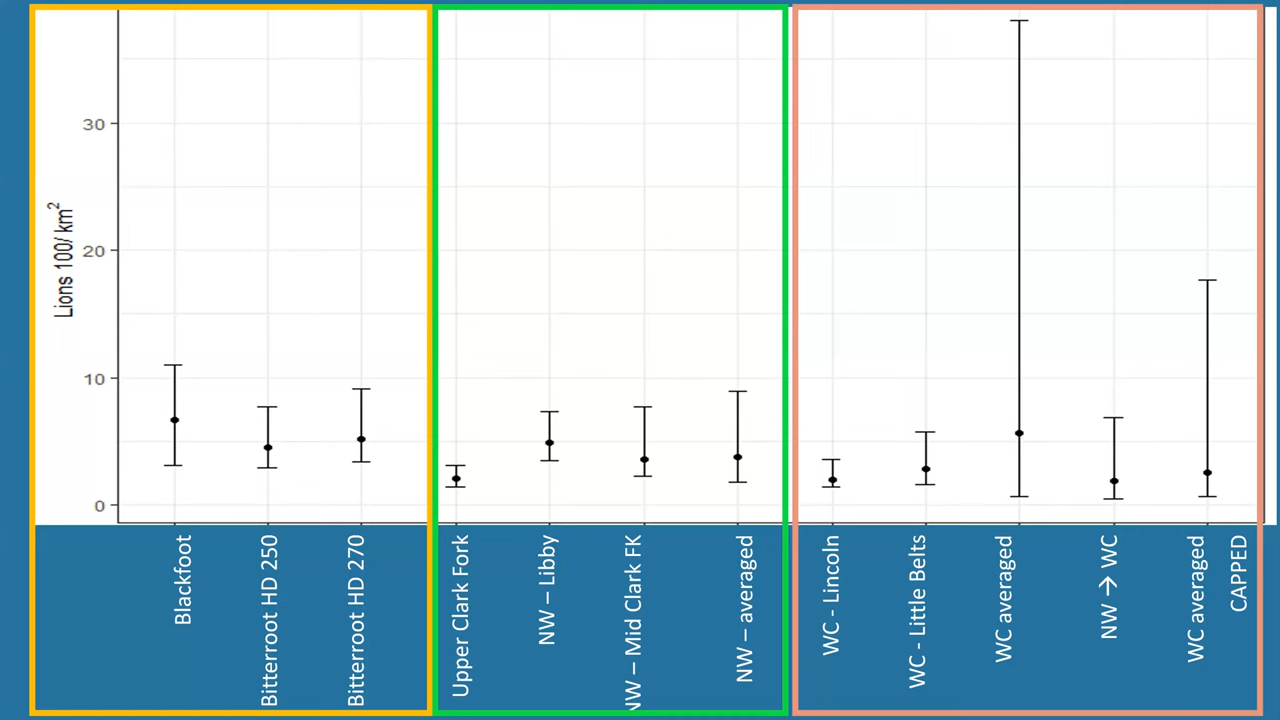 Lions 100/ km2
30
20
10
0
Blackfoot
Bitterroot HD 250
Bitterroot HD 270
Upper Clark Fork
NW – Libby
NW – Mid Clark FK
NW – averaged
WC - Lincoln
WC - Little Belts
WC averaged
NW → WC
WC averaged
CAPPED